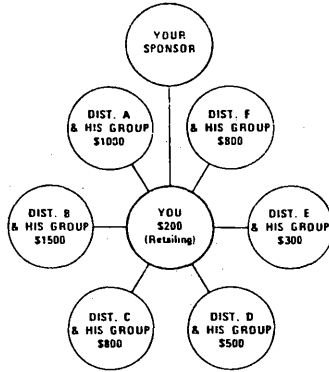 YOUR
SPONSOR
DIST. A
& HIS GROUP
$1000
DIST. F
& HIS GROUP
$800
DIST. B
& HIS GROUP
$1500
YOU
$200
(Retailing)
DIST. E
& HIS GROUP
$300
DIST. C
& HIS GROUP
$800
DIST. D
& HIS GROUP
$500